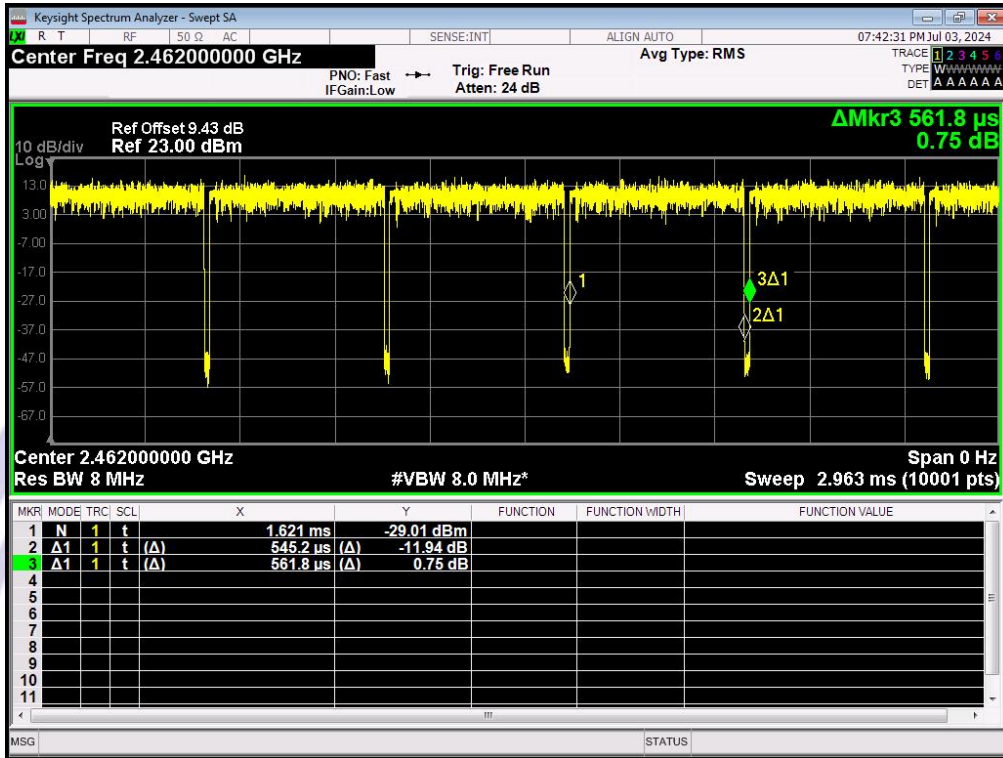 Keysight Spectrum Analyzer - Swept SA
LXI R T RF 50 Ω AC SENSE:INT ALIGN AUTO 07:42:31 PM Jul 03, 2024
Center Freq 2.462000000 GHz
PNO: Fast
IFGain:Low
Trig: Free Run
Atten: 24 dB
Avg Type: RMS
TRACE 1 2 3 4 5 6
TYPE WWWWWW
DET A A A A A A
Ref Offset 9.43 dB
Ref 23.00 dBm
10 dB/div
Log
ΔMkr3 561.8 µs
0.75 dB
13.0
3.00
-7.00
-17.0
-27.0
-37.0
-47.0
-57.0
-67.0
1
3Δ1
2Δ1
Center 2.462000000 GHz Span 0 Hz
Res BW 8 MHz #VBW 8.0 MHz* Sweep 2.963 ms (10001 pts)
MKR MODE TRC SCL X Y FUNCTION FUNCTION WIDTH FUNCTION VALUE
1 N 1 t 1.621 ms -29.01 dBm
2 Δ1 1 t (Δ) 545.2 µs (Δ) -11.94 dB
3 Δ1 1 t (Δ) 561.8 µs (Δ) 0.75 dB
4
5
6
7
8
9
10
11
MSG STATUS